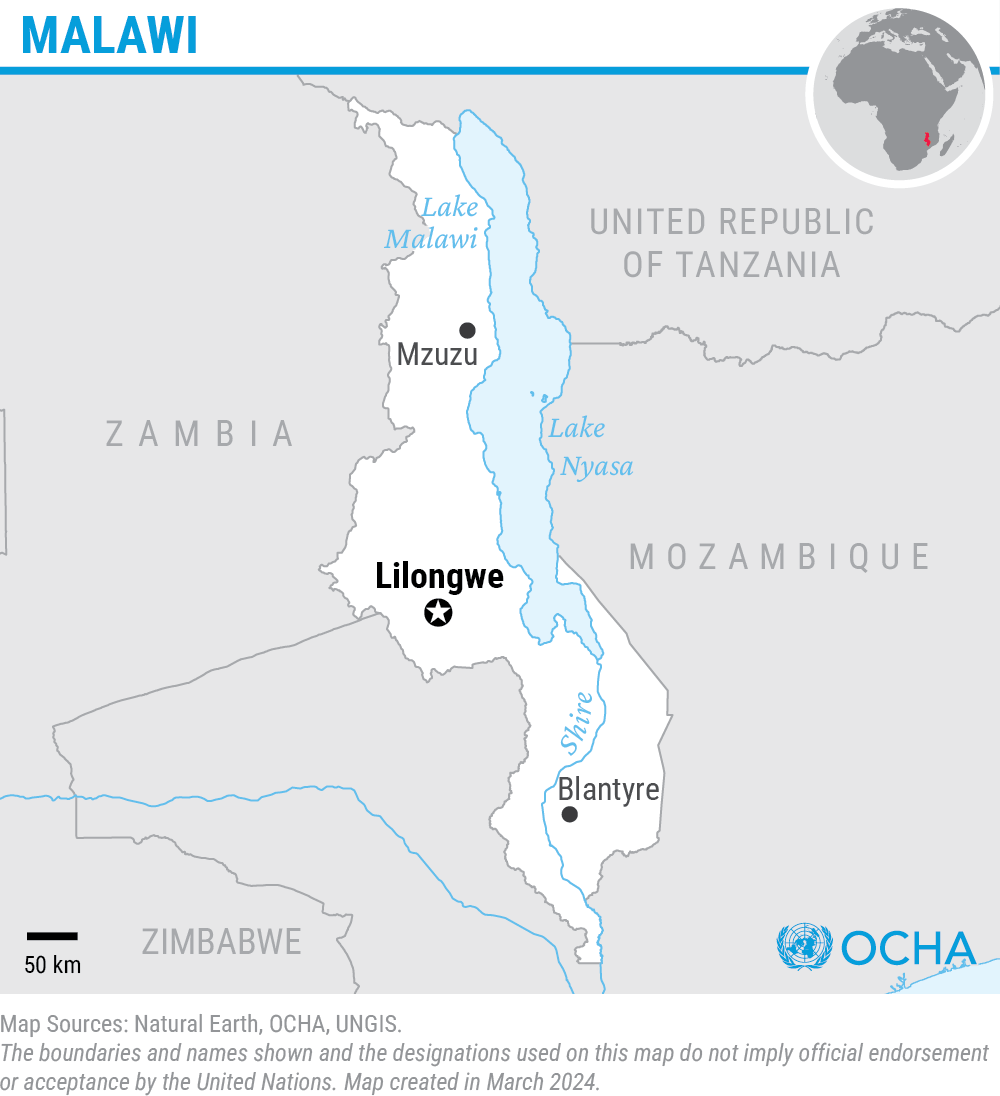 MALAWI
UNITED REPUBLIC
OF TANZANIA
Lake
Malawi
Mzuzu
ZAMBIA
Lake
Nyasa
MOZAMBIQUE
Lilongwe
Shire
Blantyre
ZIMBABWE
50 km
OCHA
Map Sources: Natural Earth, OCHA, UNGIS.
The boundaries and names shown and the designations used on this map do not imply official endorsement
or acceptance by the United Nations. Map created in March 2024.